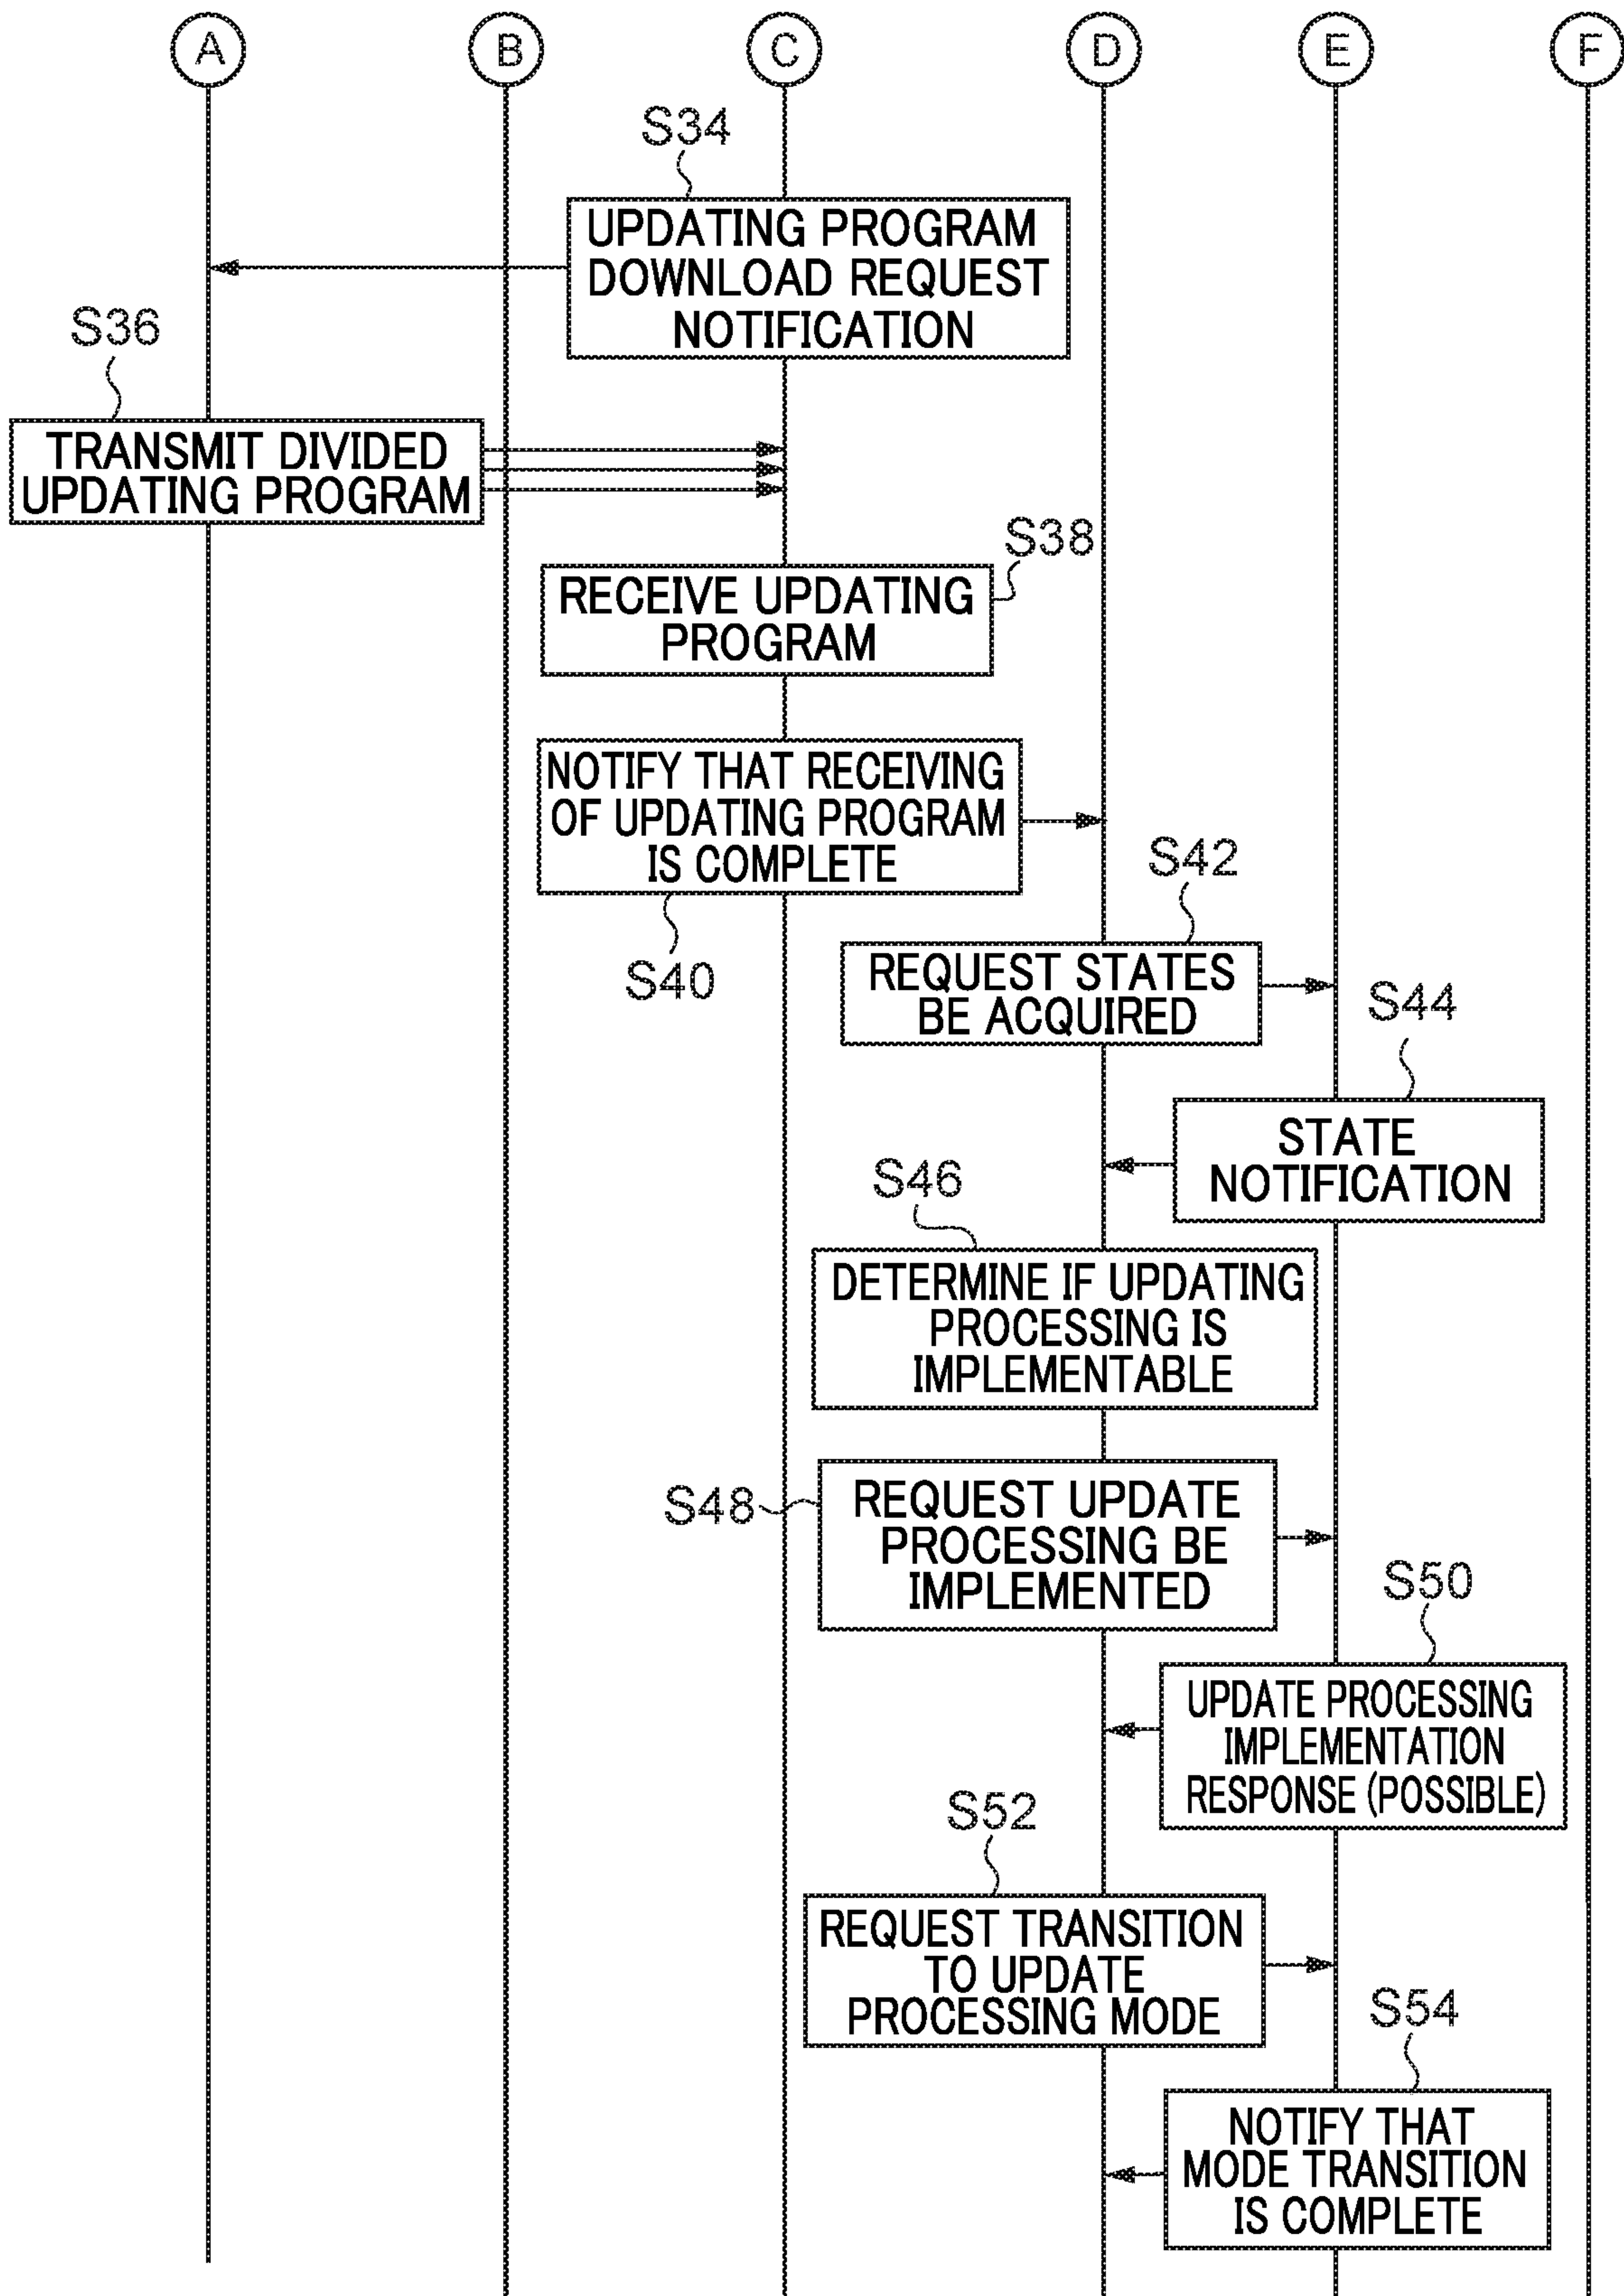 A B C D E F
S34
UPDATING PROGRAM
DOWNLOAD REQUEST
NOTIFICATION
S36
TRANSMIT DIVIDED
UPDATING PROGRAM
S38
RECEIVE UPDATING
PROGRAM
NOTIFY THAT RECEIVING
OF UPDATING PROGRAM
IS COMPLETE
S40
S42
REQUEST STATES
BE ACQUIRED
S44
STATE
NOTIFICATION
S46
DETERMINE IF UPDATING
PROCESSING IS
IMPLEMENTABLE
S48
REQUEST UPDATE
PROCESSING BE
IMPLEMENTED
S50
UPDATE PROCESSING
IMPLEMENTATION
RESPONSE (POSSIBLE)
S52
REQUEST TRANSITION
TO UPDATE
PROCESSING MODE
S54
NOTIFY THAT
MODE TRANSITION
IS COMPLETE